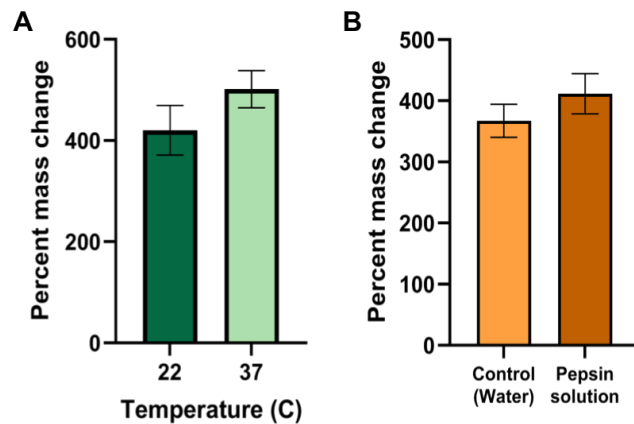 A
Percent mass change
600
400
200
0
22 37
Temperature (C)
B
Percent mass change
500
400
300
200
100
0
Control Pepsin
(Water) solution